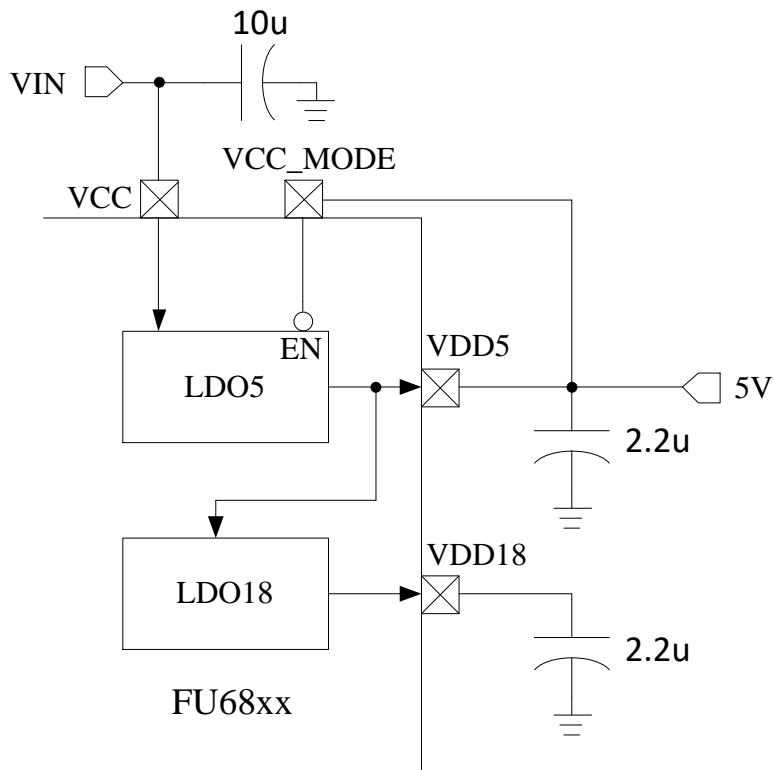 10u
VIN
VCC_MODE
VCC
EN
VDD5
LDO5
5V
2.2u
VDD18
LDO18
2.2u
FU68xx